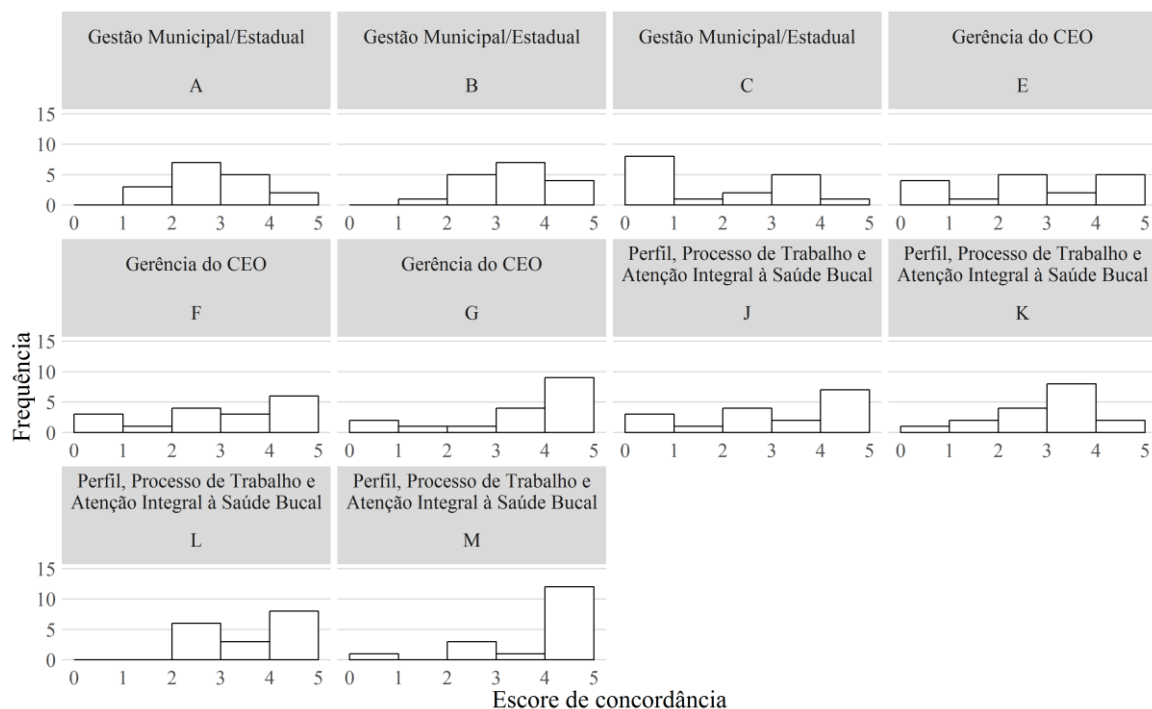 Gestão Municipal/Estadual
A
Gestão Municipal/Estadual
B
Gestão Municipal/Estadual
C
Gerência do CEO
E
15
10
5
0
0 1 2 3 4 5
0 1 2 3 4 5
0 1 2 3 4 5
0 1 2 3 4 5
Gerência do CEO
F
Gerência do CEO
G
Perfil, Processo de Trabalho e
Atenção Integral à Saúde Bucal
J
Perfil, Processo de Trabalho e
Atenção Integral à Saúde Bucal
K
Frequência
15
10
5
0
0 1 2 3 4 5
0 1 2 3 4 5
0 1 2 3 4 5
0 1 2 3 4 5
Perfil, Processo de Trabalho e
Atenção Integral à Saúde Bucal
L
Perfil, Processo de Trabalho e
Atenção Integral à Saúde Bucal
M
15
10
5
0
0 1 2 3 4 5
0 1 2 3 4 5
Escore de concordância